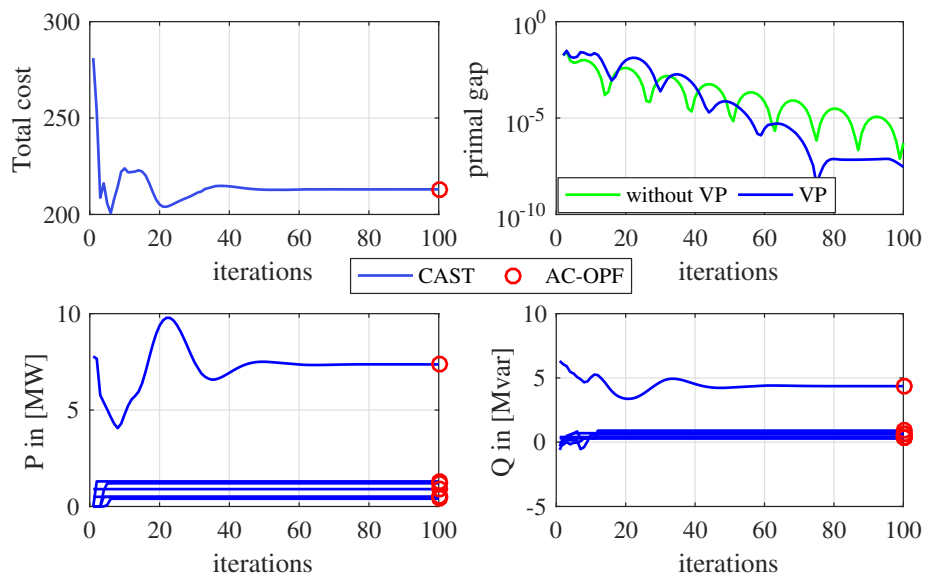 300
250
200
Total cost
0 20 40 60 80 100
iterations
10^0
10^-5
10^-10
primal gap
without VP VP
0 20 40 60 80 100
iterations
CAST AC-OPF
10
5
0
P in [MW]
0 20 40 60 80 100
iterations
10
5
0
-5
Q in [Mvar]
0 20 40 60 80 100
iterations